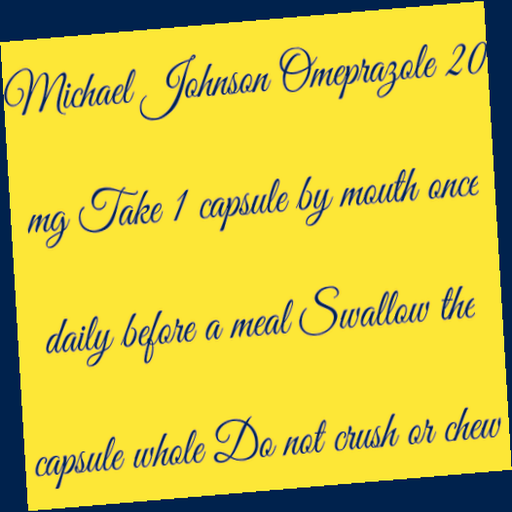 Michael Johnson Omeprazole 20
mg Take 1 capsule by mouth once
daily before a meal Swallow the
capsule whole Do not crush or chew